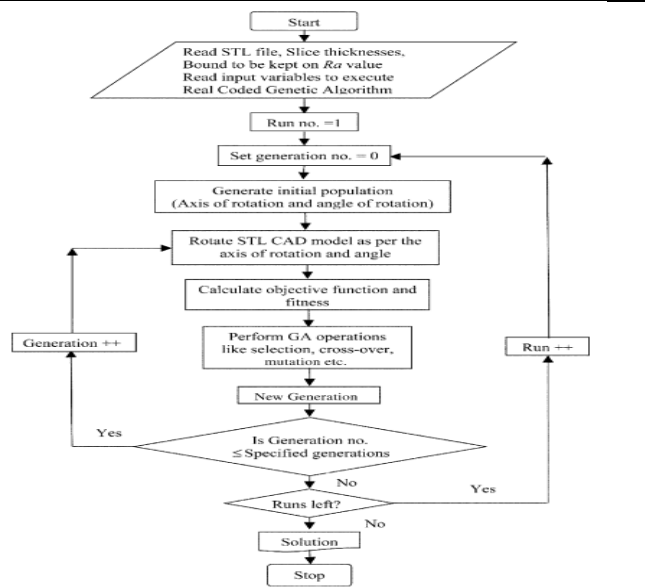 Start
Read STL file, Slice thicknesses,
Bound to be kept on Ra value
Read input variables to execute
Real Coded Genetic Algorithm
Run no. =1
Set generation no. = 0
Generate initial population
(Axis of rotation and angle of rotation)
Rotate STL CAD model as per the
axis of rotation and angle
Calculate objective function and
fitness
Generation ++
Perform GA operations
like selection, cross-over,
mutation etc.
Run ++
New Generation
Yes
Is Generation no.
≤Specified generations
No
Yes
Runs left?
No
Solution
Stop